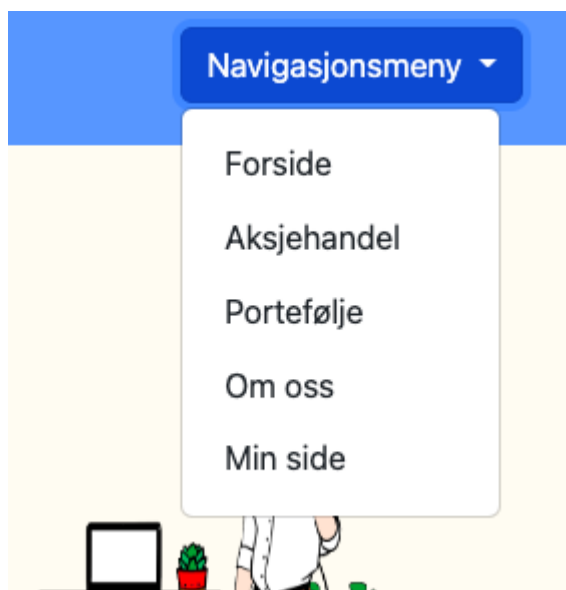 Navigasjonsmeny
Forside
Aksjehandel
Portefølje
Om oss
Min side